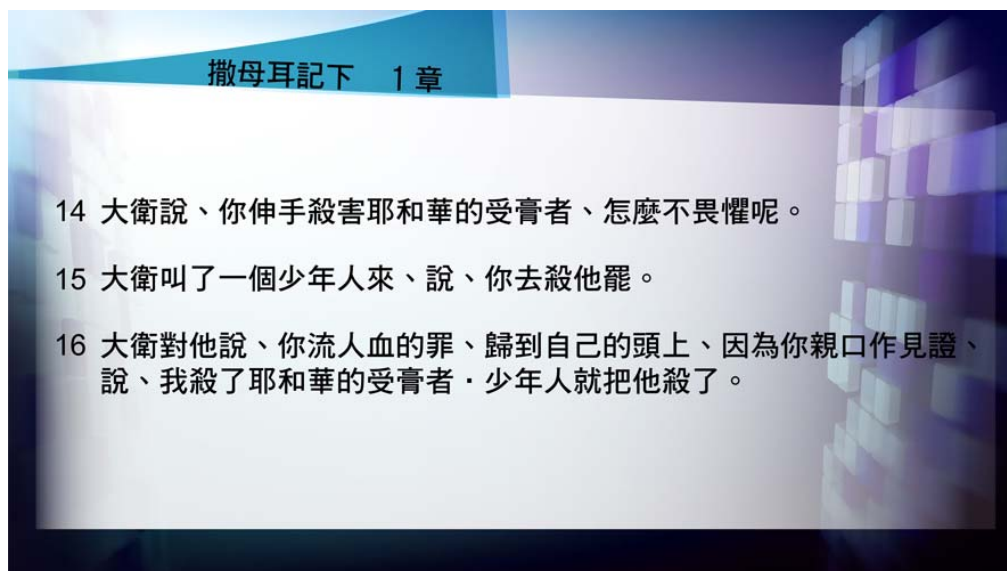 撒母耳記下 1章
14 大衛說、你伸手殺害耶和華的受膏者、怎麼不畏懼呢。
15 大衛叫了一個少年人來、說、你去殺他罷。
16 大衛對他說、你流人血的罪、歸到自己的頭上、因為你親口作見證、
說、我殺了耶和華的受膏者．少年人就把他殺了。